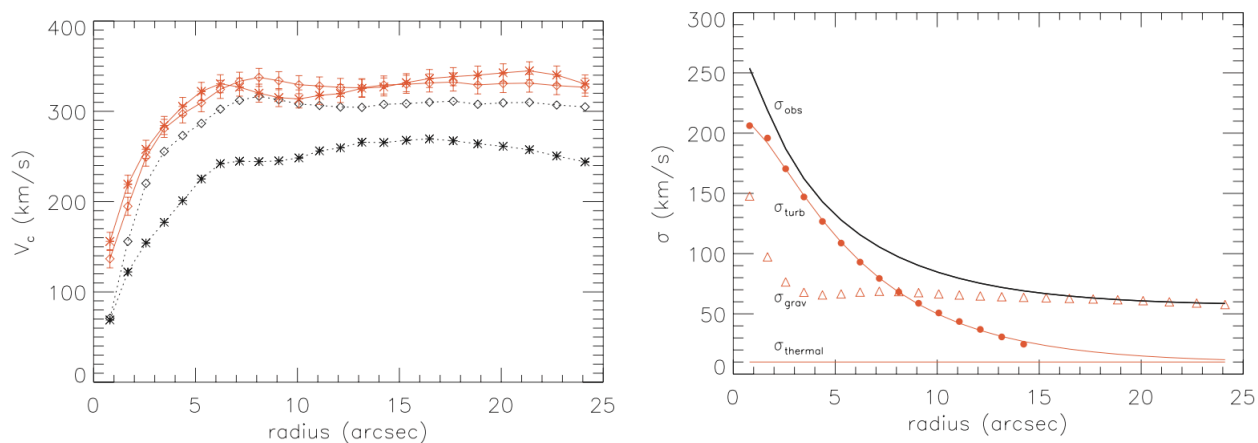 400
300
200
100
0
V_c (km/s)
0 5 10 15 20 25
radius (arcsec)
300
250
200
150
100
50
0
σ (km/s)
σ_obs
σ_turb
σ_grav
σ_thermal
0 5 10 15 20 25
radius (arcsec)